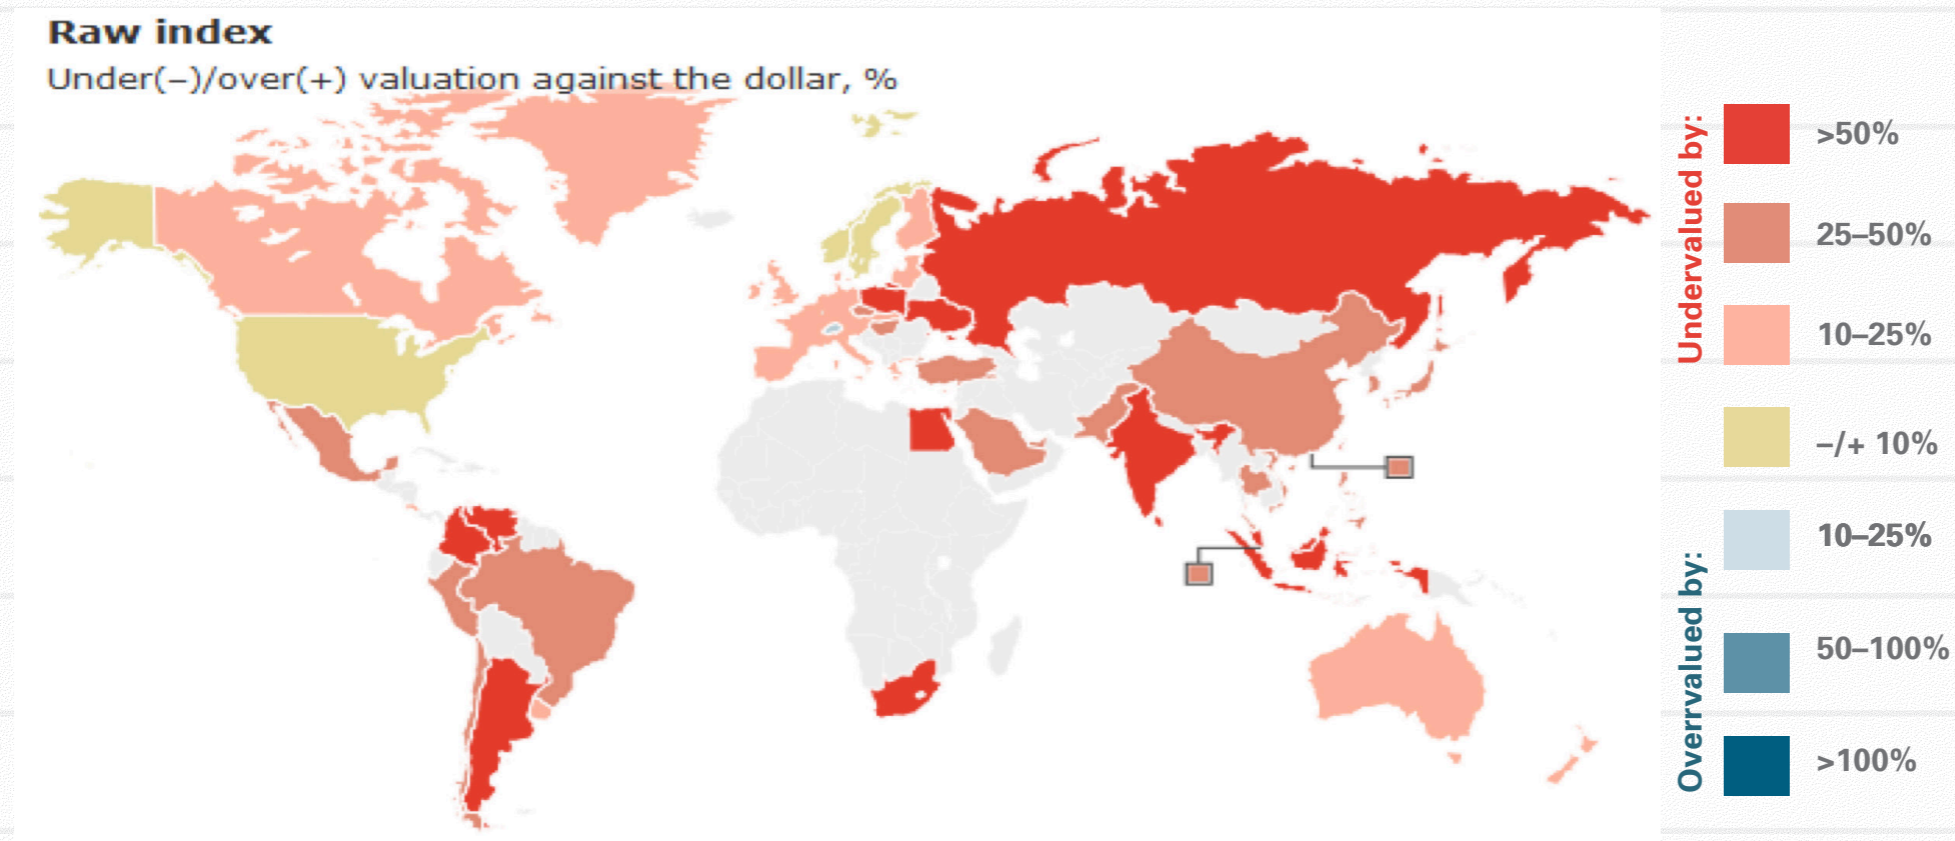 Raw index
Under(−)/over(+) valuation against the dollar, %
Undervalued by:
>50%
25–50%
10–25%
–/+ 10%
Overrvalued by:
10–25%
50–100%
>100%